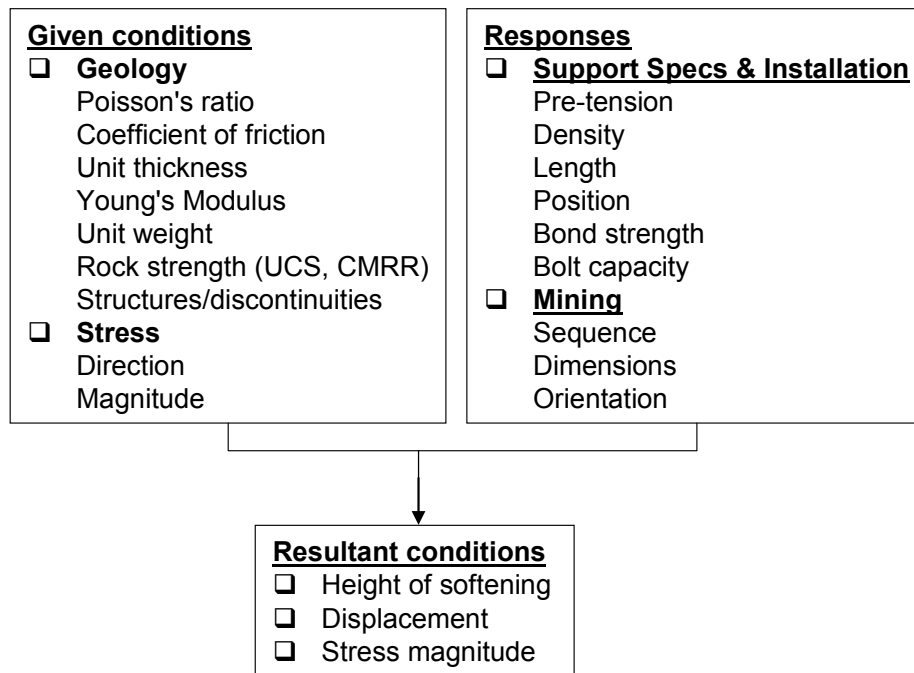 Given conditions
❑ Geology
Poisson's ratio
Coefficient of friction
Unit thickness
Young's Modulus
Unit weight
Rock strength (UCS, CMRR)
Structures/discontinuities
❑ Stress
Direction
Magnitude
Responses
❑ Support Specs & Installation
Pre-tension
Density
Length
Position
Bond strength
Bolt capacity
❑ Mining
Sequence
Dimensions
Orientation
Resultant conditions
❑ Height of softening
❑ Displacement
❑ Stress magnitude